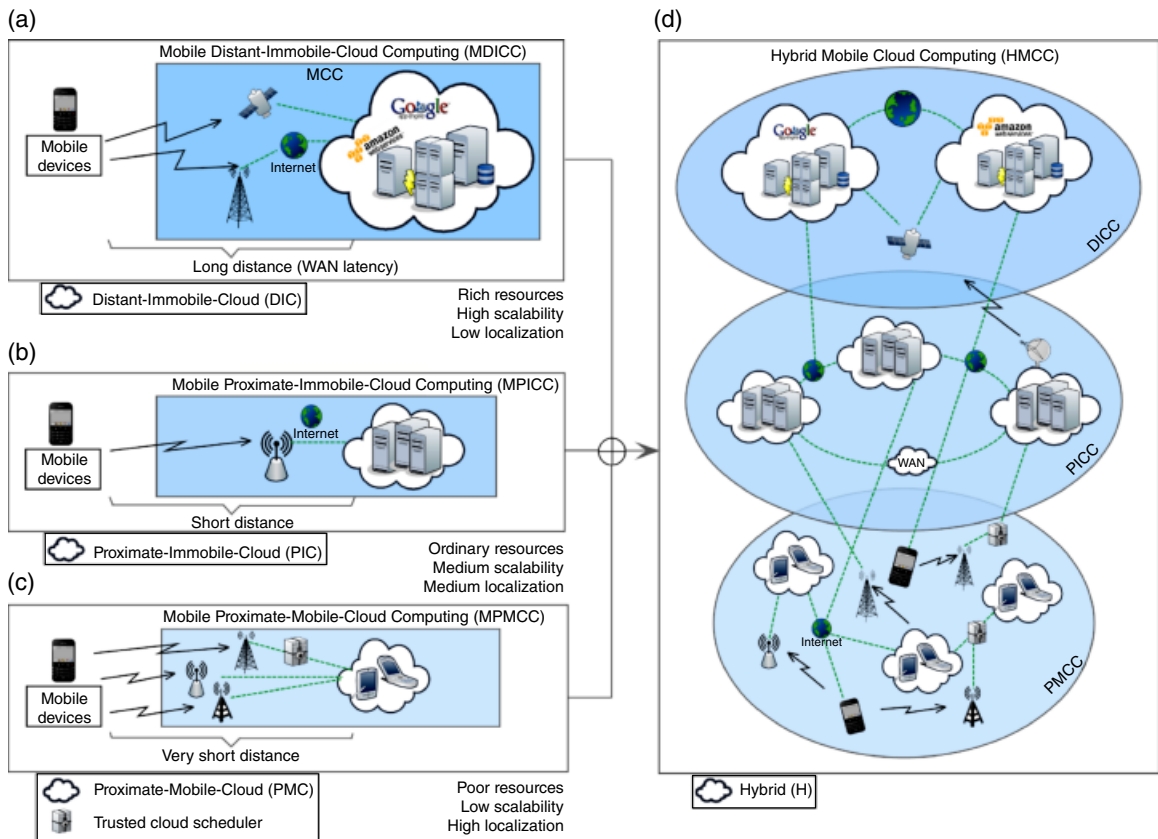 (a)
Mobile Distant-Immobile-Cloud Computing (MDICC)
MCC
Google
amazon
webservices
Internet
Mobile
devices
Long distance (WAN latency)
Distant-Immobile-Cloud (DIC)
Rich resources
High scalability
Low localization
(b)
Mobile Proximate-Immobile-Cloud Computing (MPICC)
Internet
Mobile
devices
Short distance
Proximate-Immobile-Cloud (PIC)
Ordinary resources
Medium scalability
Medium localization
(c)
Mobile Proximate-Mobile-Cloud Computing (MPMCC)
Mobile
devices
Very short distance
Proximate-Mobile-Cloud (PMC)
Trusted cloud scheduler
Poor resources
Low scalability
High localization
(d)
Hybrid Mobile Cloud Computing (HMCC)
Google
amazon
webservices
DICC
WAN
PICC
Internet
PMCC
Hybrid (H)